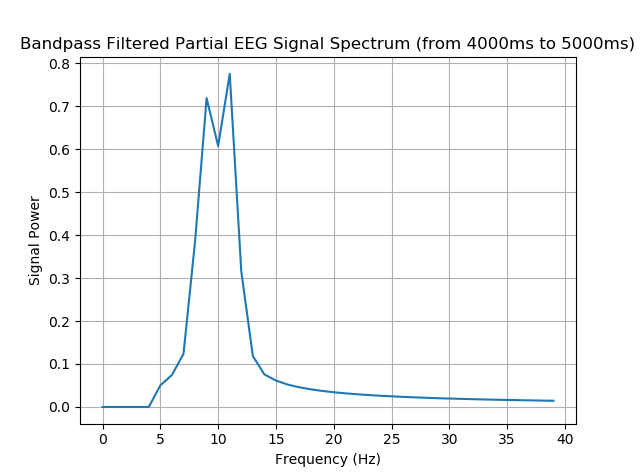 Bandpass Filtered Partial EEG Signal Spectrum (from 4000ms to 5000ms)
0.8
0.7
0.6
0.5
0.4
0.3
0.2
0.1
0.0
Signal Power
0 5 10 15 20 25 30 35 40
Frequency (Hz)